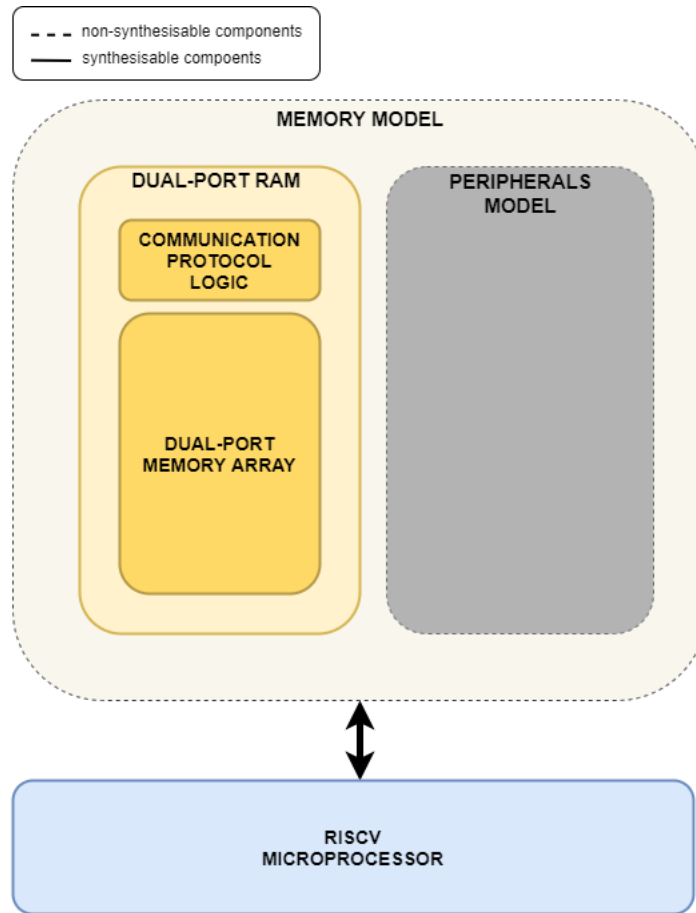 non-synthesisable components
synthesisable compoents
MEMORY MODEL
DUAL-PORT RAM
COMMUNICATION
PROTOCOL
LOGIC
DUAL-PORT
MEMORY ARRAY
PERIPHERALS
MODEL
RISCV
MICROPROCESSOR